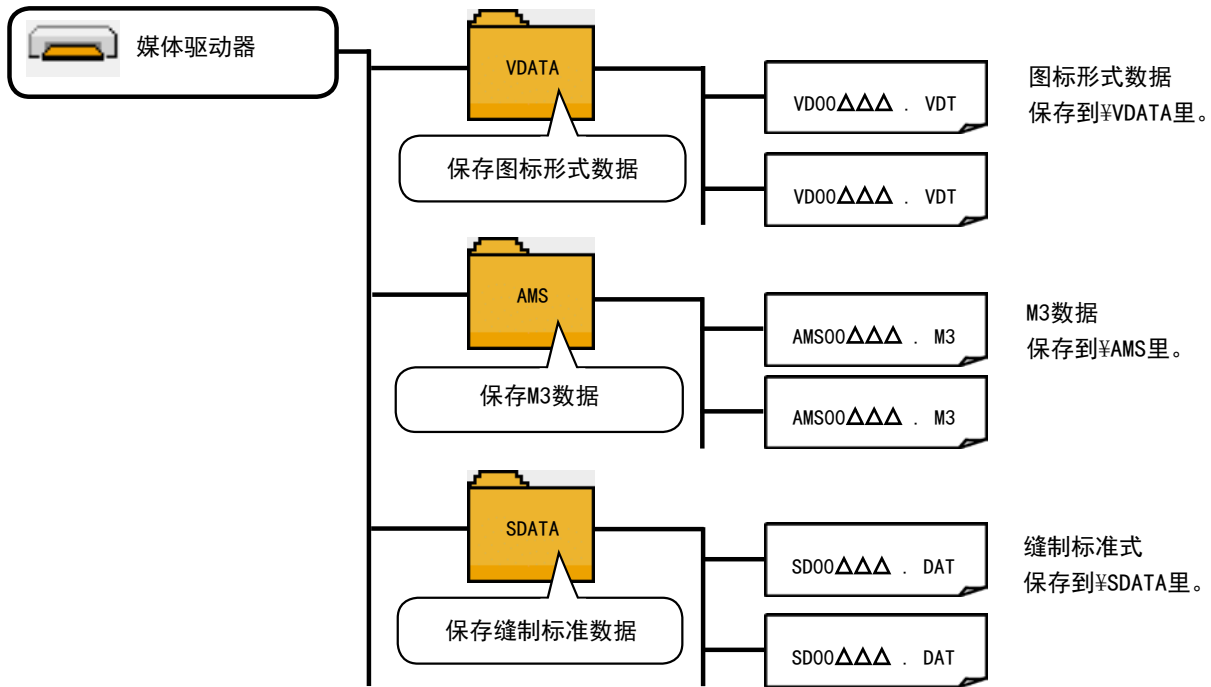 媒体驱动器
VDATA
保存图标形式数据
VD00△△△ . VDT
VD00△△△ . VDT
图标形式数据
保存到¥VDATA里。
AMS
保存M3数据
AMS00△△△ . M3
AMS00△△△ . M3
M3数据
保存到¥AMS里。
SDATA
保存缝制标准数据
SD00△△△ . DAT
SD00△△△ . DAT
缝制标准式
保存到¥SDATA里。